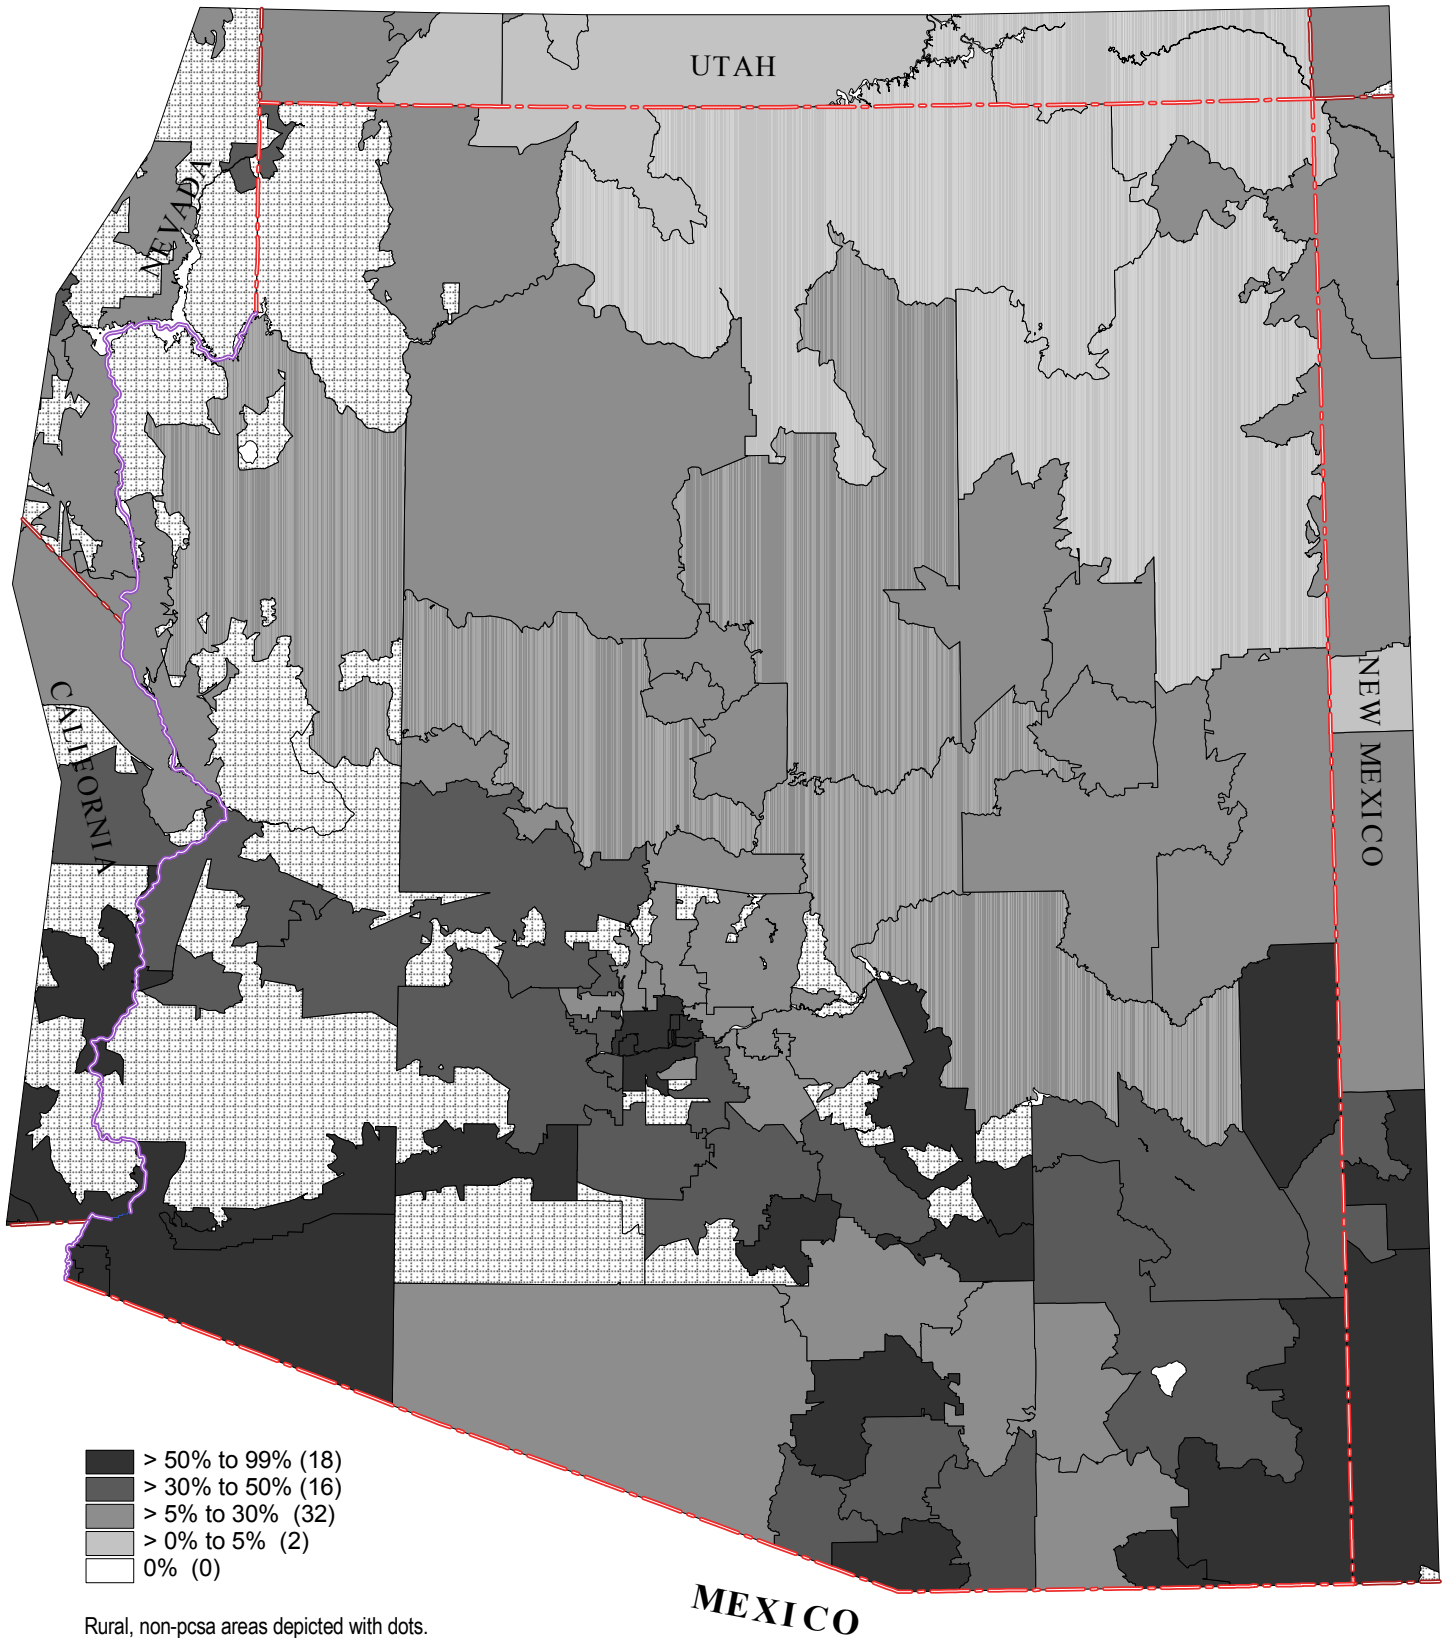 UTAH
NEVADA
CALIFORNIA
NEW MEXICO
> 50% to 99% (18)
> 30% to 50% (16)
> 5% to 30% (32)
> 0% to 5% (2)
0% (0)
MEXICO
Rural, non-pcsa areas depicted with dots.